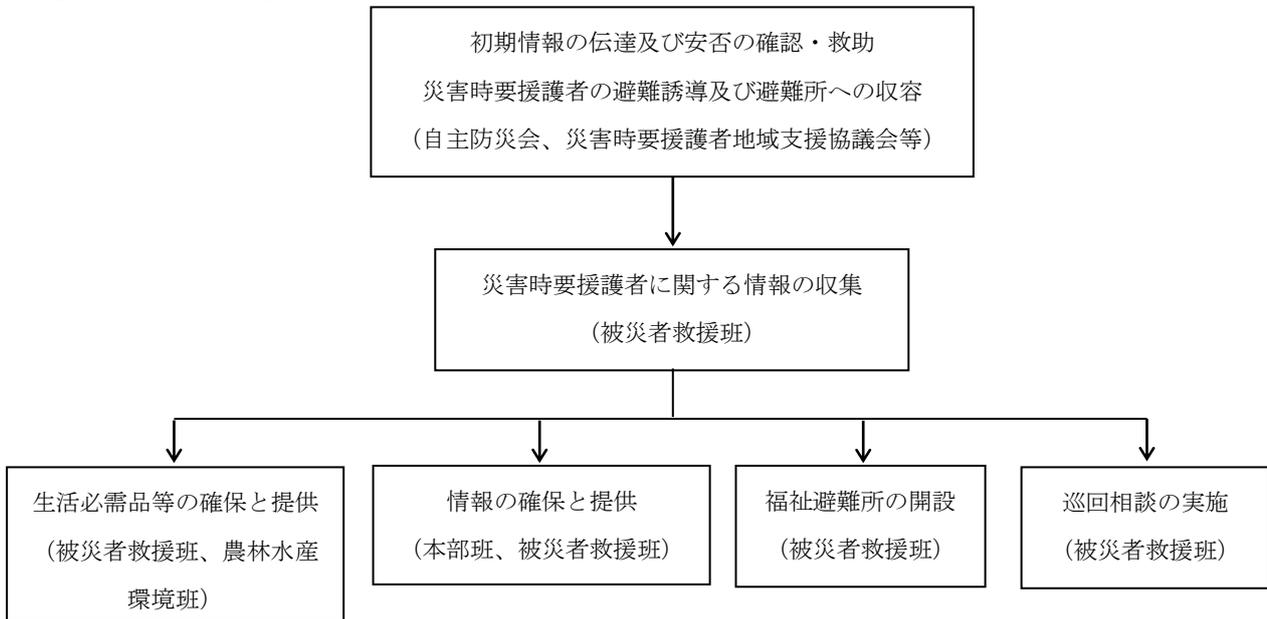 初期情報の伝達及び安否の確認・救助
災害時要援護者の避難誘導及び避難所への収容
（自主防災会、災害時要援護者地域支援協議会等）
災害時要援護者に関する情報の収集
（被災者救援班）
生活必需品等の確保と提供
（被災者救援班、農林水産
環境班）
情報の確保と提供
（本部班、被災者救援班）
福祉避難所の開設
（被災者救援班）
巡回相談の実施
（被災者救援班）